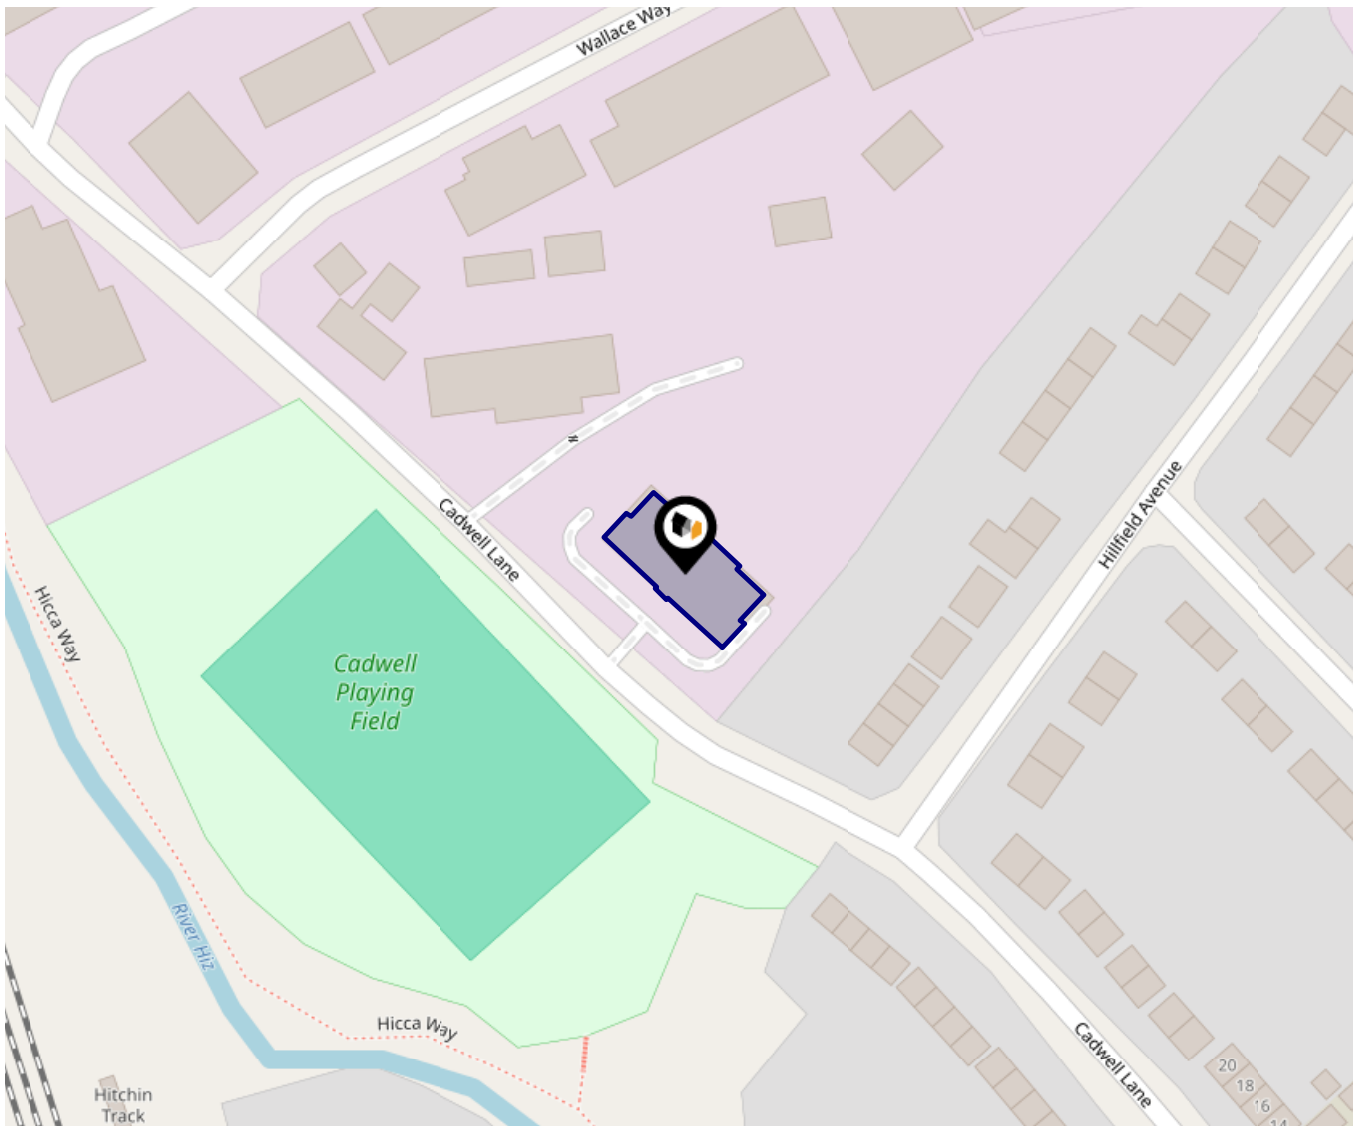 Wallace Way
Cadwell Lane
Hillfield Avenue
Hicca Way
Cadwell
Playing
Field
River Hiz
Hicca Way
Cadwell Lane
Hitchin
Track
20
18
16
14